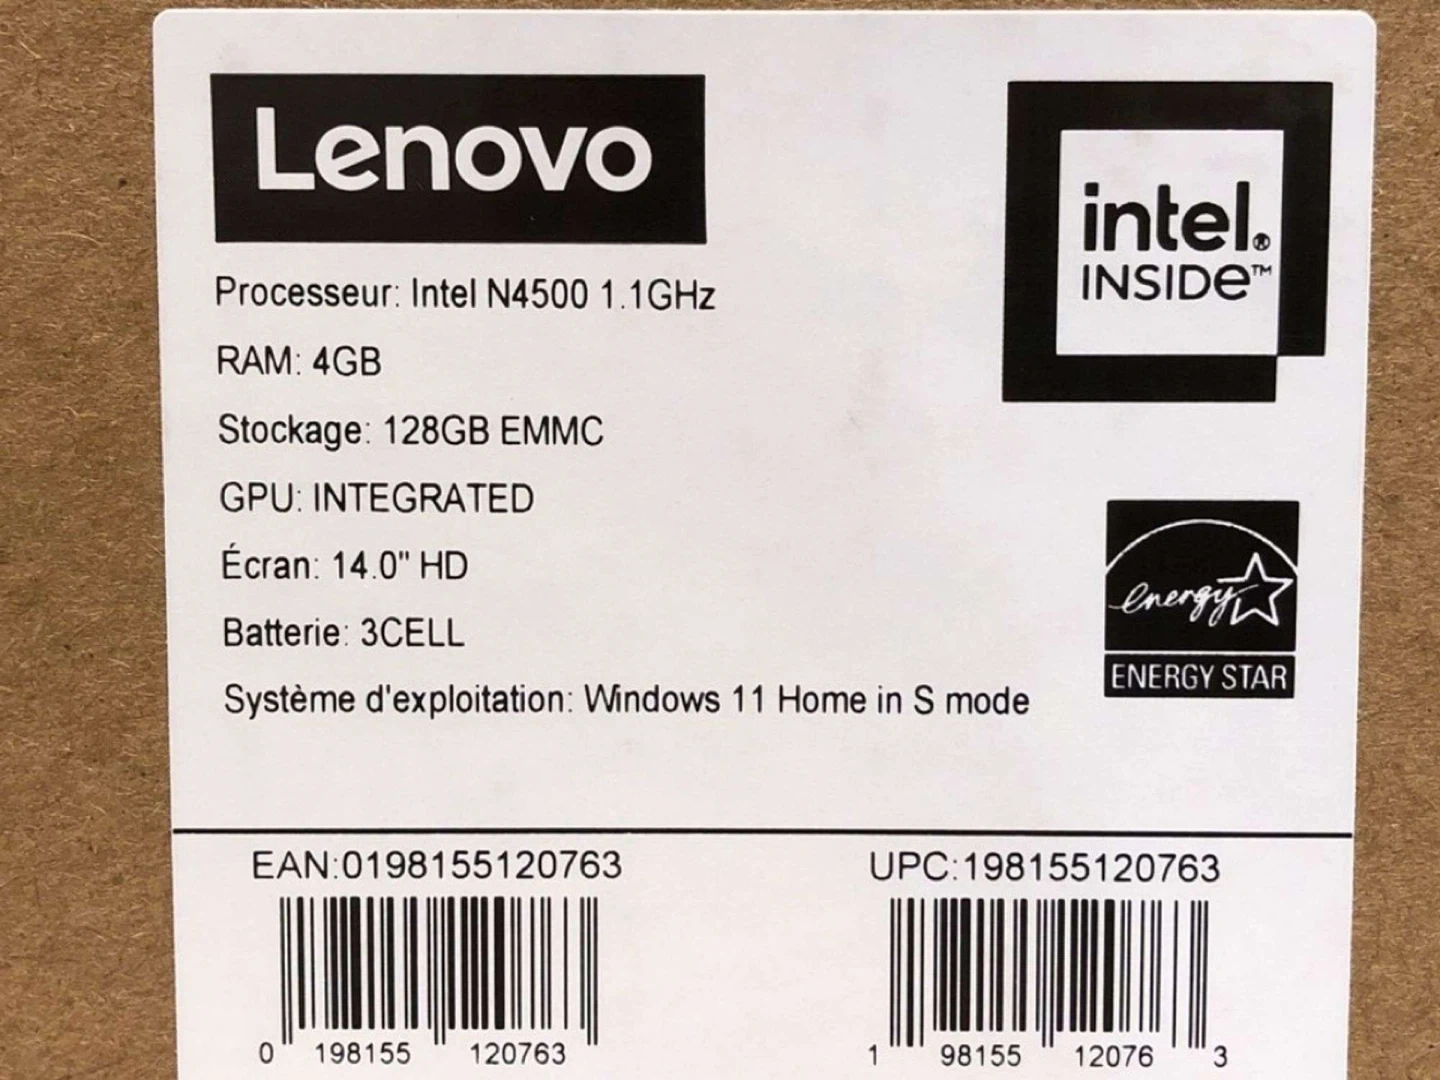 Lenovo
intel®
INSIDe™
Processeur: Intel N4500 1.1GHz
RAM: 4GB
Stockage: 128GB EMMC
GPU: INTEGRATED
Écran: 14.0" HD
Batterie: 3CELL
Système d'exploitation: Windows 11 Home in S mode
energy
ENERGY STAR
EAN:0198155120763
0 198155 120763
UPC:198155120763
1 98155 12076 3